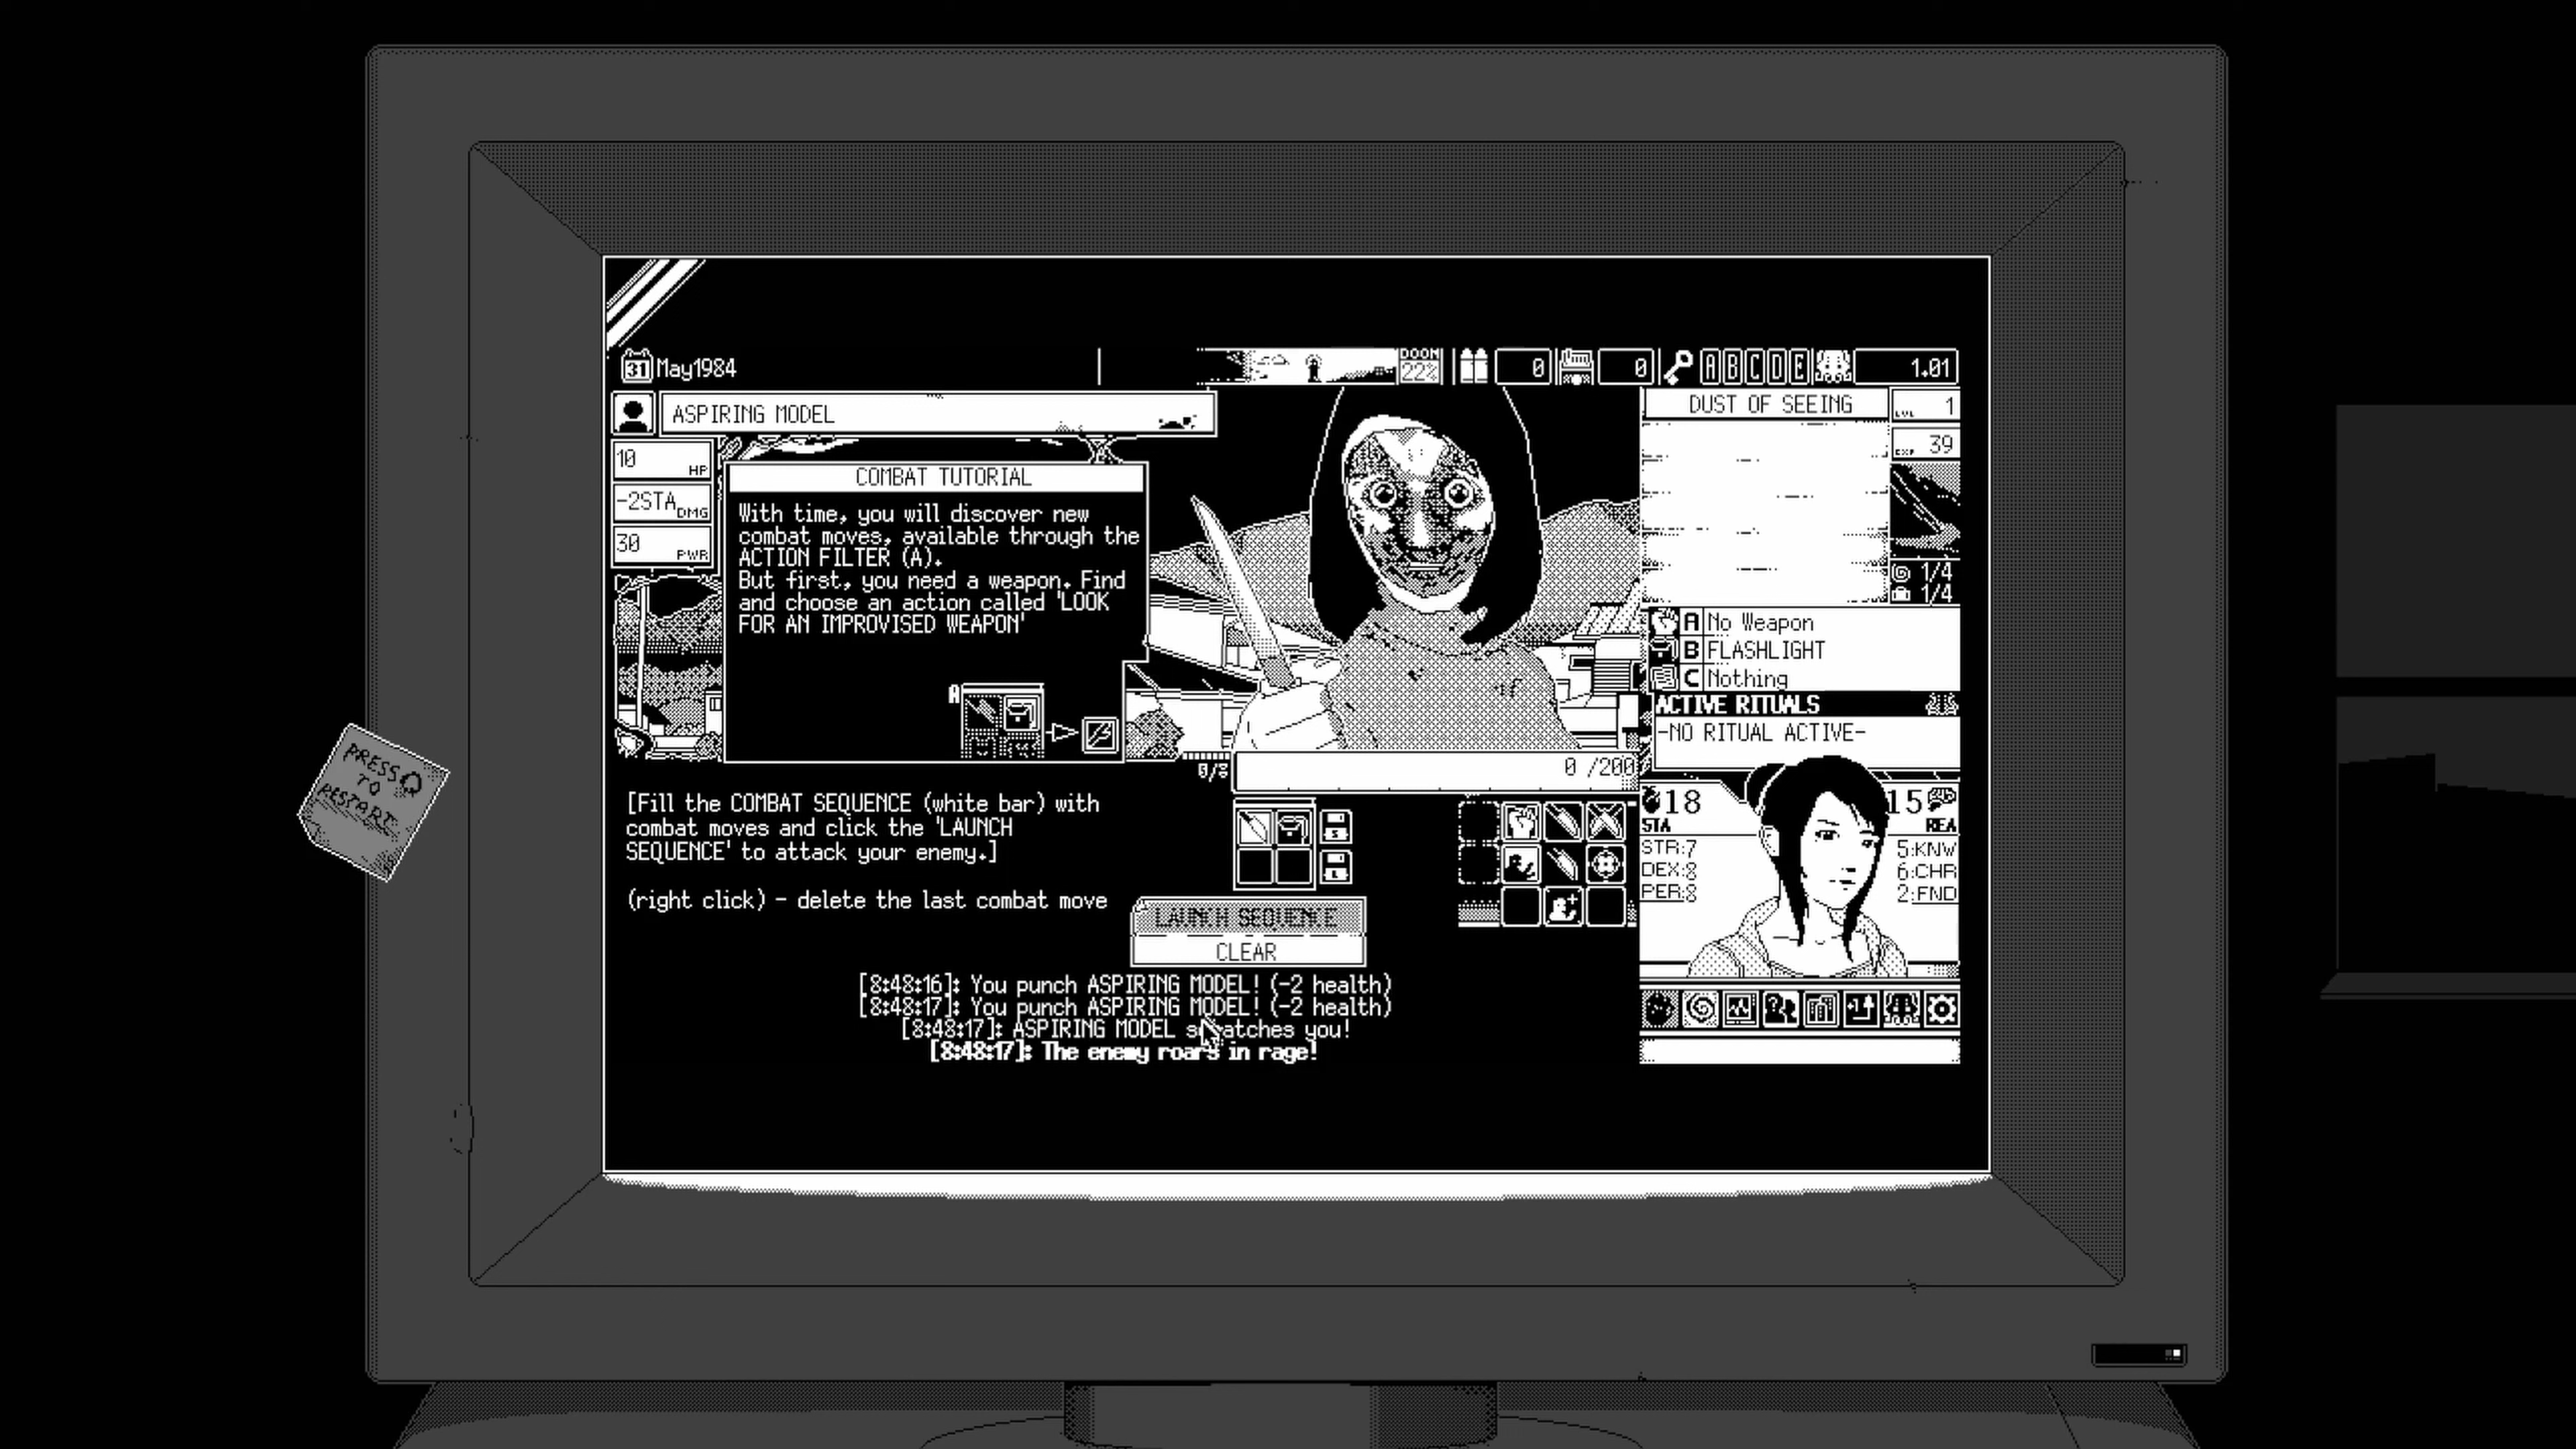 31 May1984
DOOM
22%
0
0
A B C D E
1.01
ASPIRING MODEL
DUST OF SEEING
LVL 1
10 HP
EXP 39
-2STA DMG
30 PWR
COMBAT TUTORIAL
With time, you will discover new
combat moves, available through the
ACTION FILTER (A).
But first, you need a weapon. Find
and choose an action called 'LOOK
FOR AN IMPROVISED WEAPON'
A
1/4
1/4
A No Weapon
B FLASHLIGHT
C Nothing
ACTIVE RITUALS
-NO RITUAL ACTIVE-
0 /200
[Fill the COMBAT SEQUENCE (white bar) with
combat moves and click the 'LAUNCH
SEQUENCE' to attack your enemy.]
(right click) - delete the last combat move
S
L
LAUNCH SEQUENCE
CLEAR
18
STA
15
REA
STR:7
DEX:8
PER:8
5:KNW
6:CHR
2:FND
[8:48:16]: You punch ASPIRING MODEL! (-2 health)
[8:48:17]: You punch ASPIRING MODEL! (-2 health)
[8:48:17]: ASPIRING MODEL scratches you!
[8:48:17]: The enemy roars in rage!
PRESS Q
TO
RESTART